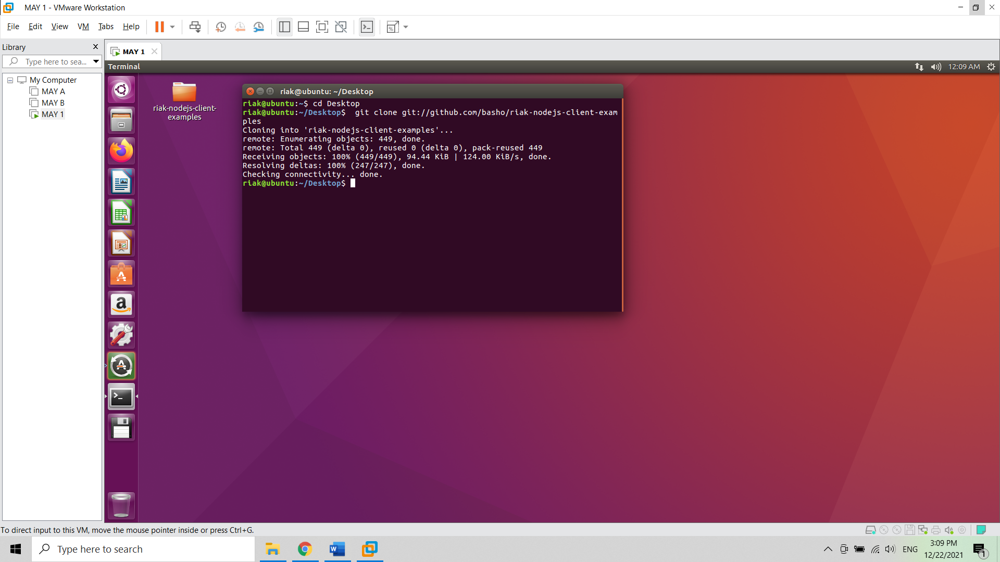 MAY 1 - VMware Workstation
File Edit View VM Tabs Help
Library
Type here to sea...
My Computer
MAY A
MAY B
MAY 1
MAY 1
Terminal
12:09 AM
riak-nodejs-client-
examples
riak@ubuntu: ~/Desktop
riak@ubuntu:~$ cd Desktop
riak@ubuntu:~/Desktop$  git clone git://github.com/basho/riak-nodejs-client-exam
ples
Cloning into 'riak-nodejs-client-examples'...
remote: Enumerating objects: 449, done.
remote: Total 449 (delta 0), reused 0 (delta 0), pack-reused 449
Receiving objects: 100% (449/449), 94.44 KiB | 124.00 KiB/s, done.
Resolving deltas: 100% (247/247), done.
Checking connectivity... done.
riak@ubuntu:~/Desktop$
To direct input to this VM, move the mouse pointer inside or press Ctrl+G.
Type here to search
ENG
3:09 PM
12/22/2021
1